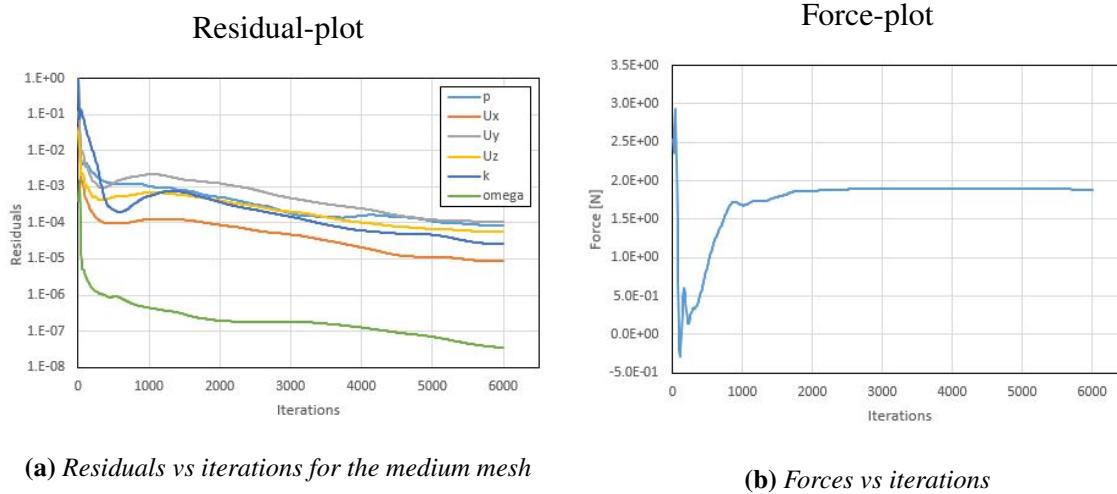 Residual-plot
1.E+00
1.E-01
1.E-02
1.E-03
1.E-04
1.E-05
1.E-06
1.E-07
1.E-08
Residuals
p
Ux
Uy
Uz
k
omega
0 1000 2000 3000 4000 5000 6000
Iterations
(a) Residuals vs iterations for the medium mesh
Force-plot
3.5E+00
3.0E+00
2.5E+00
2.0E+00
1.5E+00
1.0E+00
5.0E-01
0.0E+00
-5.0E-01
Force [N]
0 1000 2000 3000 4000 5000 6000
Iterations
(b) Forces vs iterations